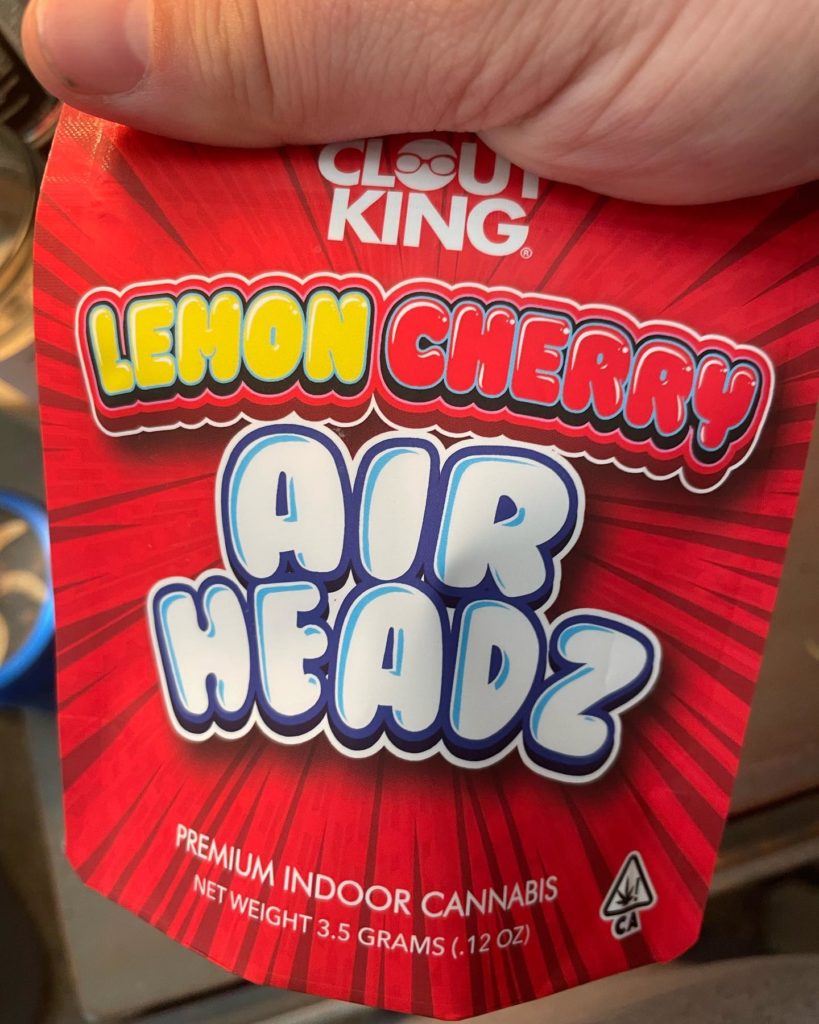 CLOUT
KING®
LEMON CHERRY
AIR
HEADZ
PREMIUM INDOOR CANNABIS
NET WEIGHT 3.5 GRAMS (.12 OZ)
!
CA